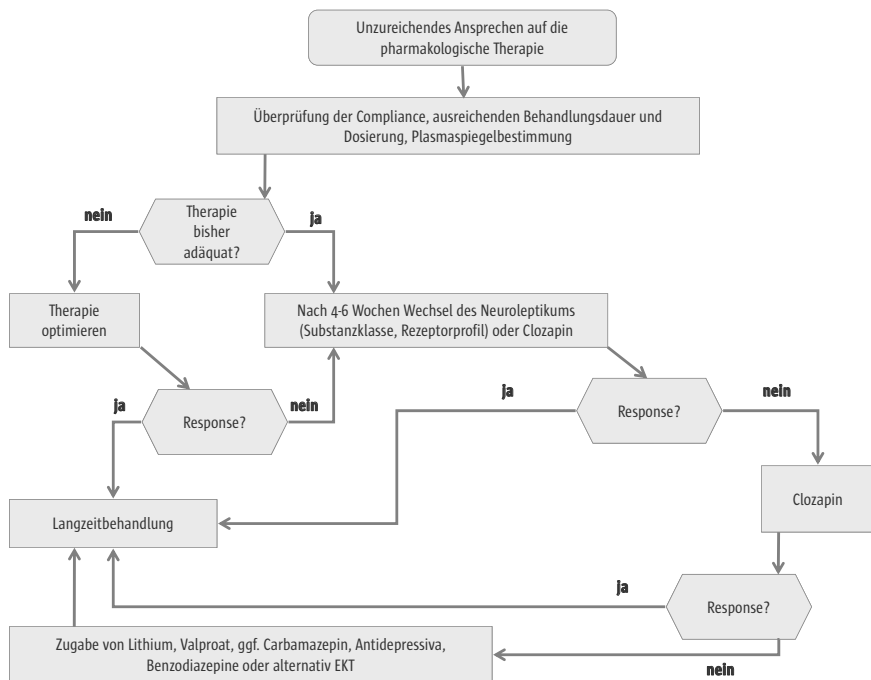 Unzureichendes Ansprechen auf die
pharmakologische Therapie
Überprüfung der Compliance, ausreichenden Behandlungsdauer und
Dosierung, Plasmaspiegelbestimmung
nein
Therapie
bisher
adäquat?
ja
Therapie
optimieren
Nach 4-6 Wochen Wechsel des Neuroleptikums
(Substanzklasse, Rezeptorprofil) oder Clozapin
ja
Response?
nein
ja
Response?
nein
Langzeitbehandlung
Clozapin
ja
Response?
nein
Zugabe von Lithium, Valproat, ggf. Carbamazepin, Antidepressiva,
Benzodiazepine oder alternativ EKT